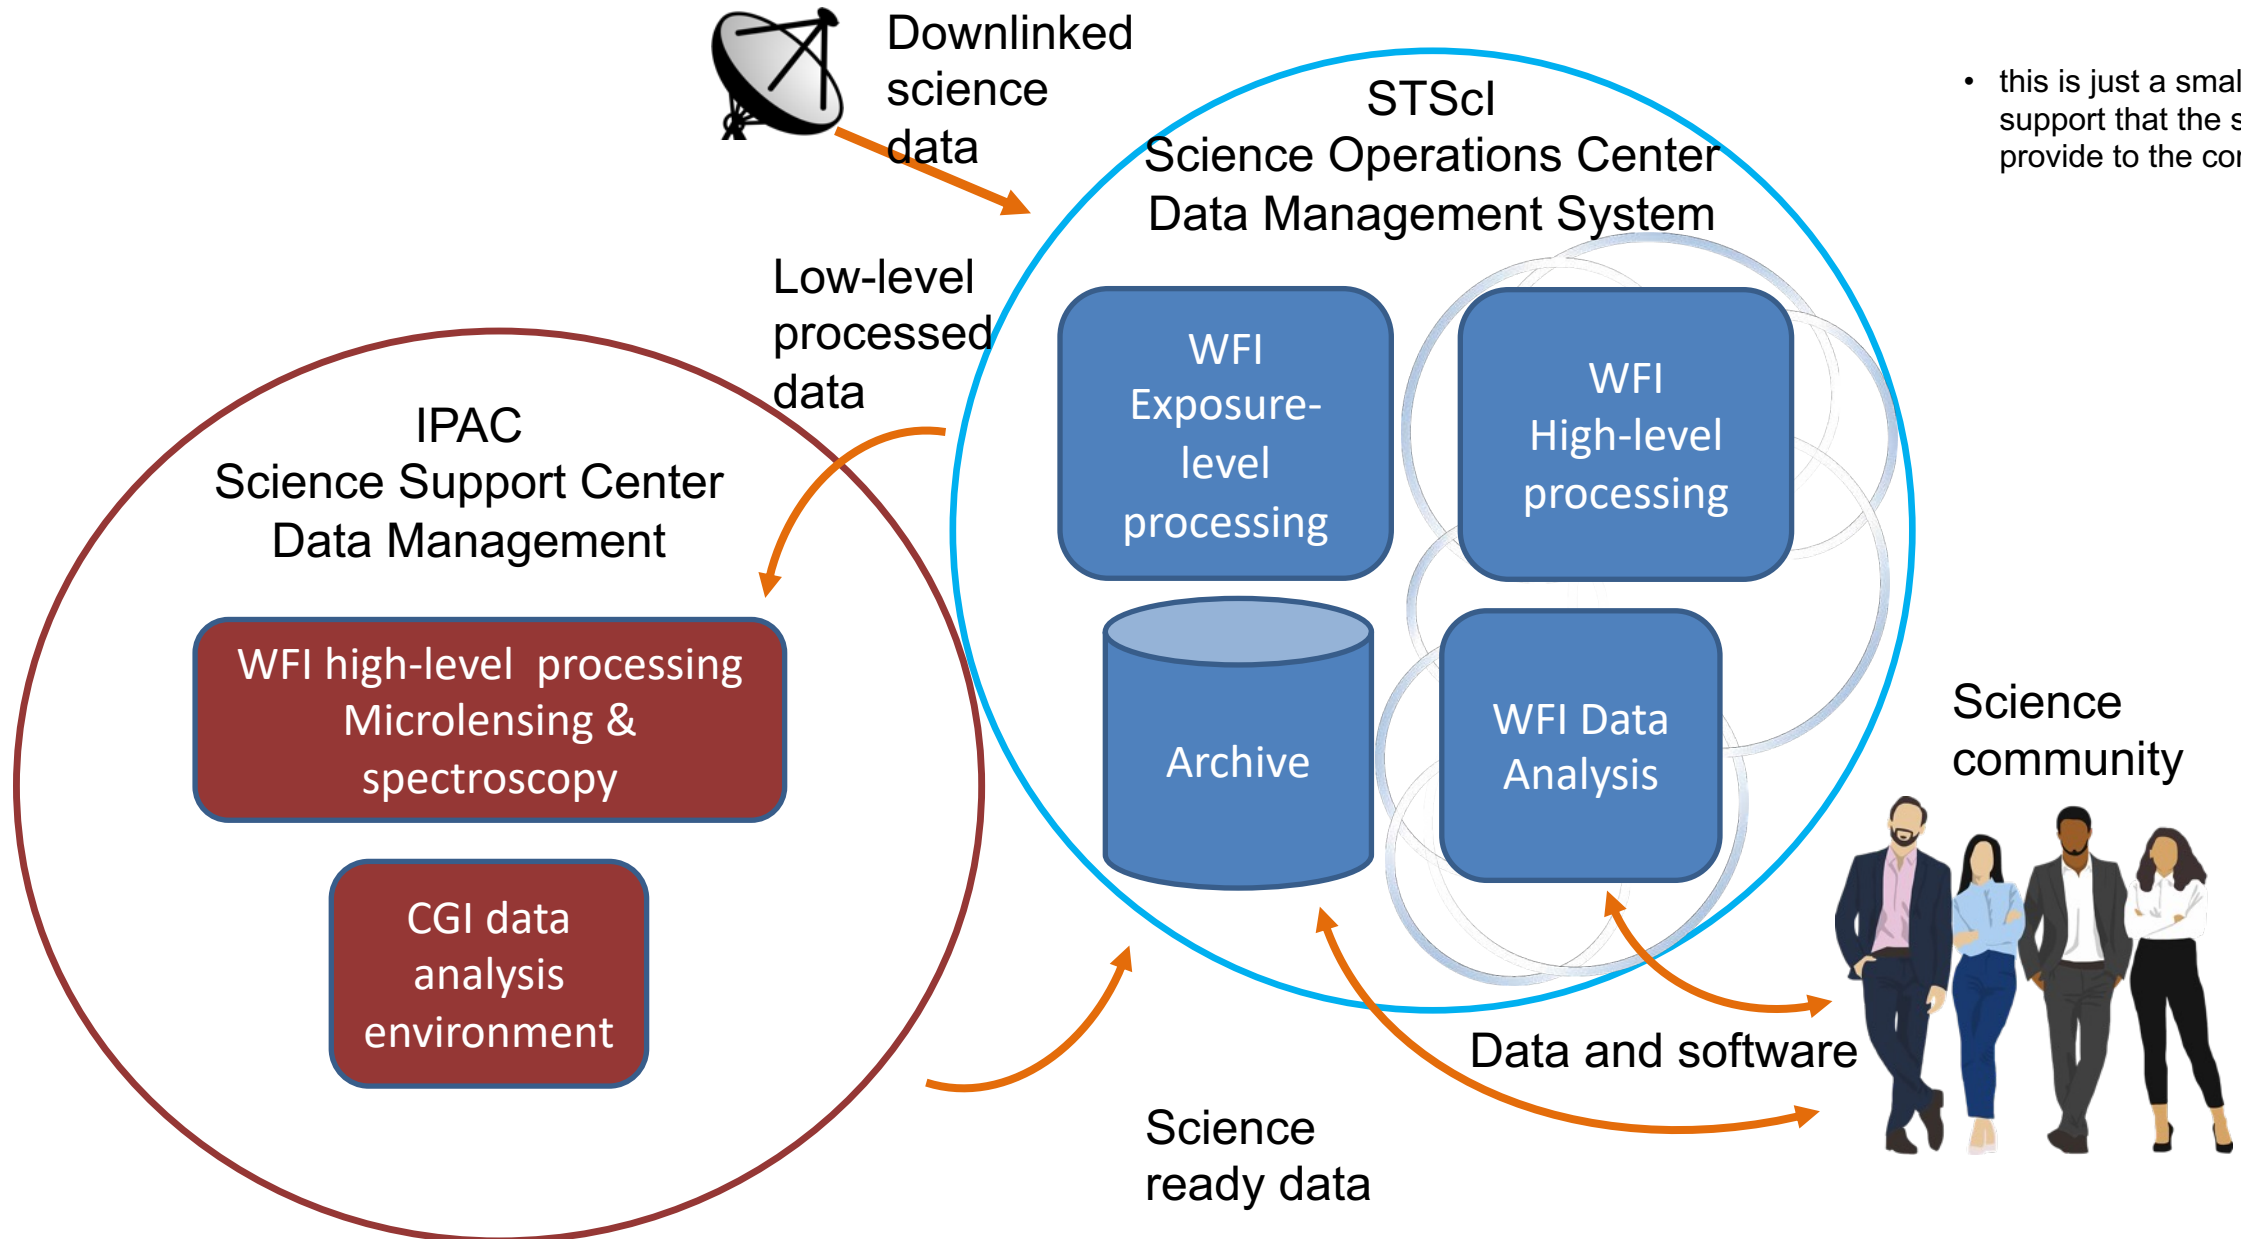 Downlinked
science
data
STScI
Science Operations Center
Data Management System
• this is just a smal
support that the s
provide to the cor
Low-level
processed
data
WFI
Exposure-
level
processing
WFI
High-level
processing
IPAC
Science Support Center
Data Management
WFI high-level processing
Microlensing &
spectroscopy
Archive
WFI Data
Analysis
Science
community
CGI data
analysis
environment
Data and software
Science
ready data